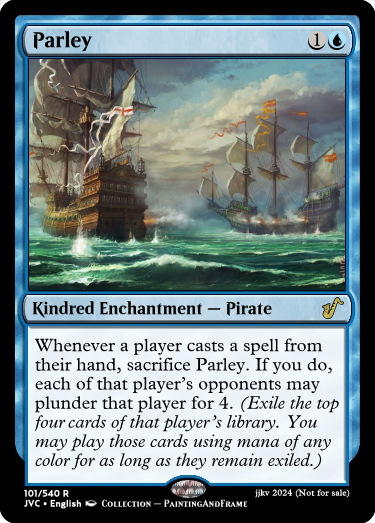 Parley
1
Kindred Enchantment — Pirate
Whenever a player casts a spell from
their hand, sacrifice Parley. If you do,
each of that player's opponents may
plunder that player for 4. (Exile the top
four cards of that player's library. You
may play those cards using mana of any
color for as long as they remain exiled.)
101/540 R
jjkv 2024 (Not for sale)
JVC • English Collection — PaintingAndFrame